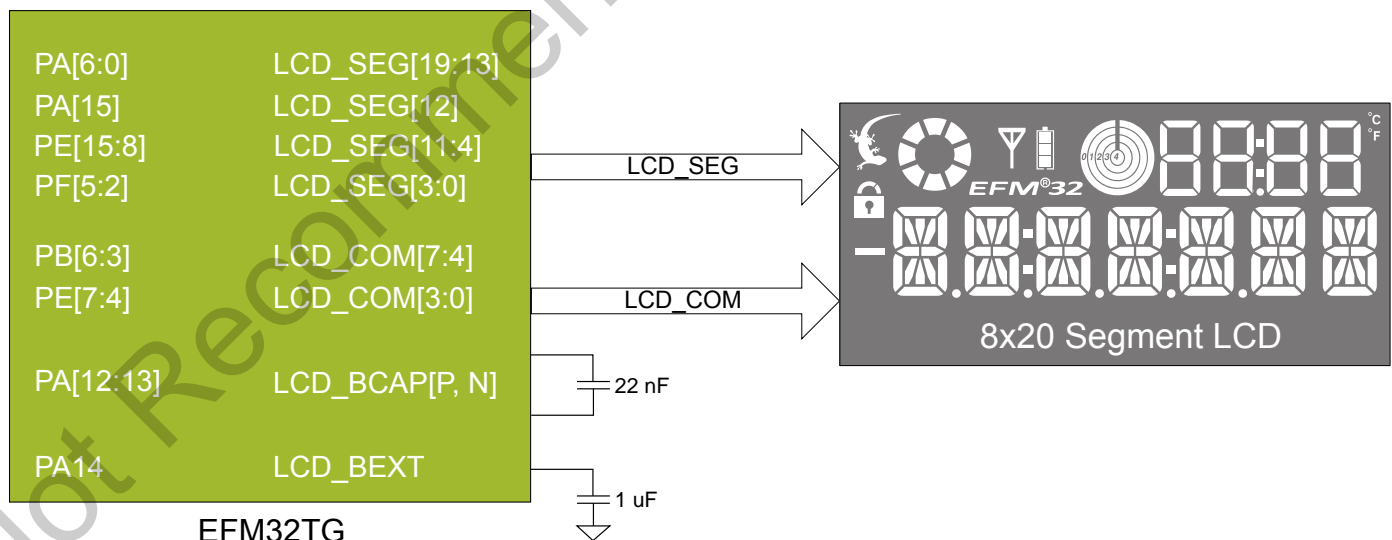 PA[6:0] LCD_SEG[19:13]
PA[15] LCD_SEG[12]
PE[15:8] LCD_SEG[11:4]
PF[5:2] LCD_SEG[3:0]
PB[6:3] LCD_COM[7:4]
PE[7:4] LCD_COM[3:0]
PA[12:13] LCD_BCAP[P, N]
PA14 LCD_BEXT
EFM32TG
LCD_SEG
LCD_COM
22 nF
1 uF
°C
°F
0 1 2 3 4
EFM®32
8x20 Segment LCD
Not Recommen